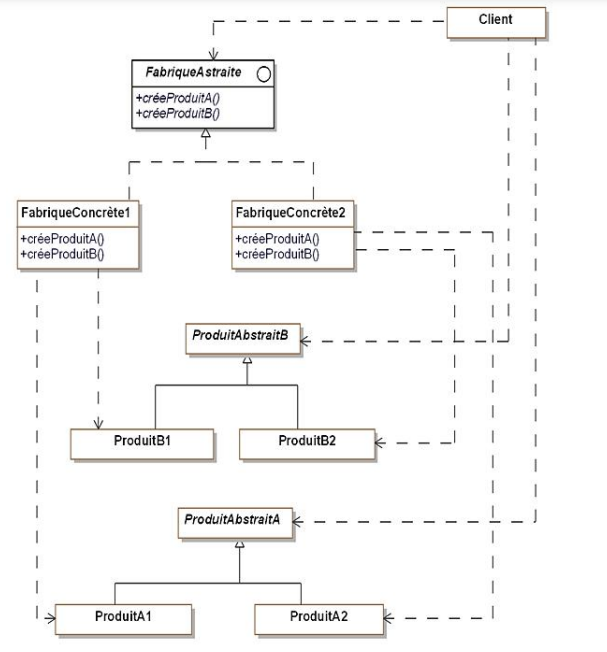 Client
FabriqueAstraite
+créeProduitA()
+créeProduitB()
FabriqueConcrète1
+créeProduitA()
+créeProduitB()
FabriqueConcrète2
+créeProduitA()
+créeProduitB()
ProduitAbstraitB
ProduitB1
ProduitB2
ProduitAbstraitA
ProduitA1
ProduitA2